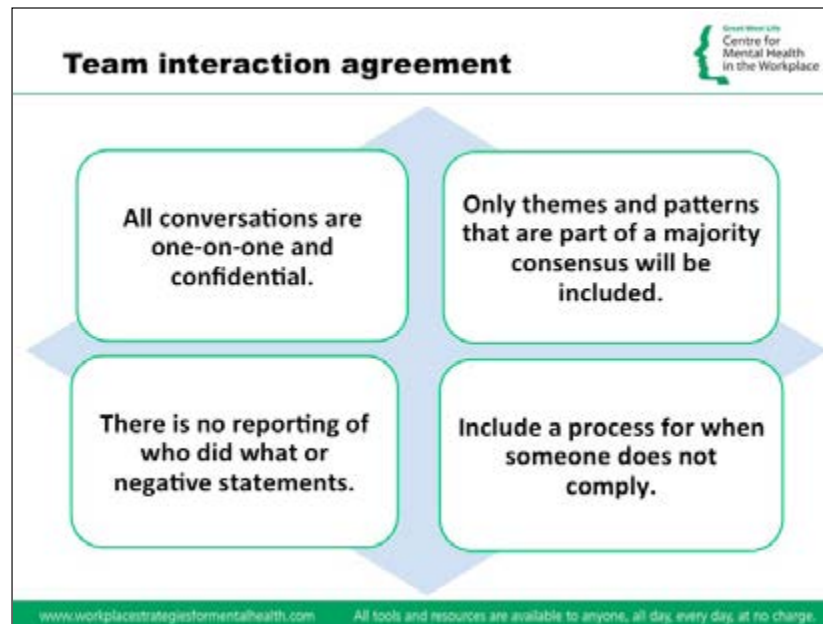 Team interaction agreement
Great-West Life
Centre for
Mental Health
in the Workplace
All conversations are
one-on-one and
confidential.
Only themes and patterns
that are part of a majority
consensus will be
included.
There is no reporting of
who did what or
negative statements.
Include a process for when
someone does not
comply.
www.workplacestrategiesformentalhealth.com
All tools and resources are available to anyone, all day, every day, at no charge.